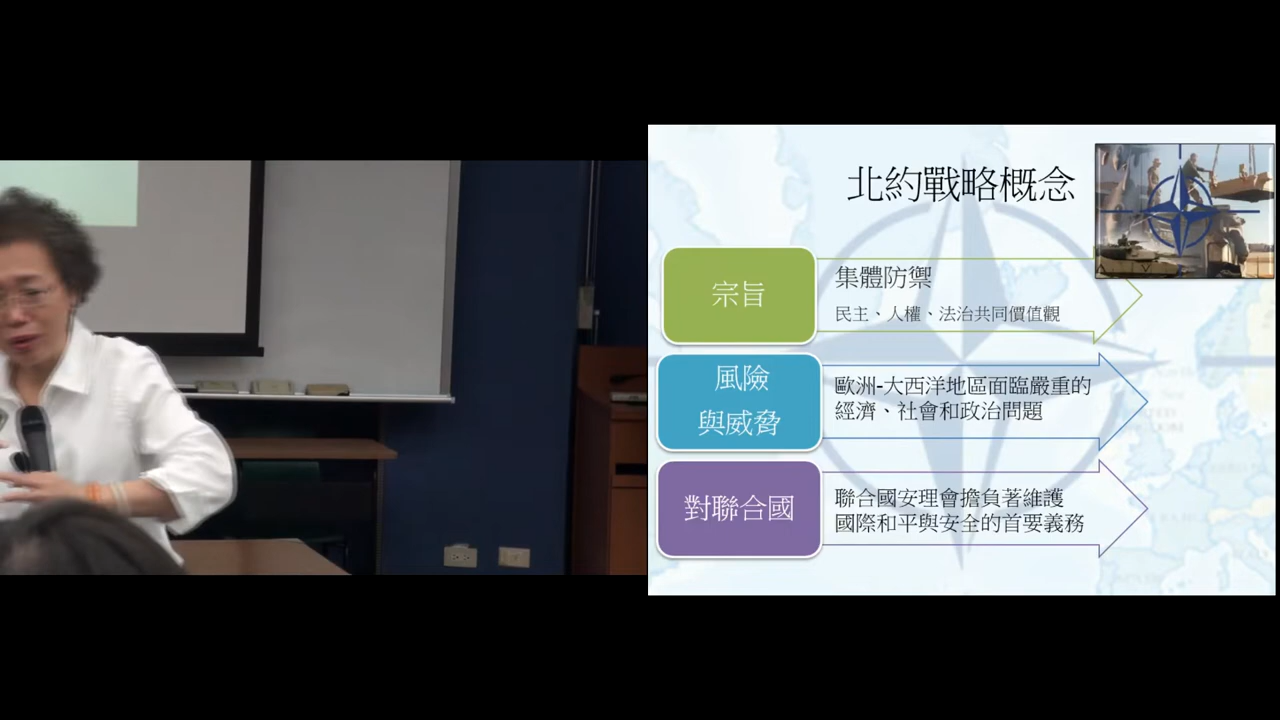 北約戰略概念
宗旨
集體防禦
民主、人權、法治共同價值觀
風險
與威脅
歐洲-大西洋地區面臨嚴重的
經濟、社會和政治問題
對聯合國
聯合國安理會擔負著維護
國際和平與安全的首要義務